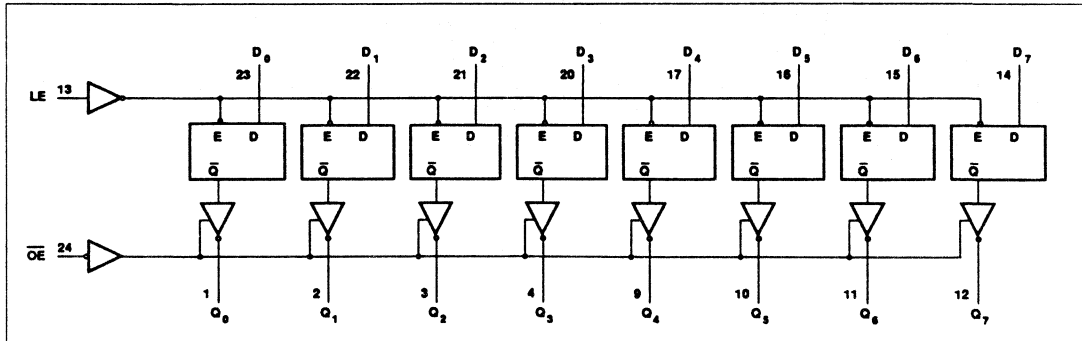 D0 D1 D2 D3 D4 D5 D6 D7
23 22 21 20 17 16 15 14
LE 13
E D E D E D E D E D E D E D E D
Q̅ Q̅ Q̅ Q̅ Q̅ Q̅ Q̅ Q̅
O̅E̅ 24
1 2 3 4 9 10 11 12
Q0 Q1 Q2 Q3 Q4 Q5 Q6 Q7